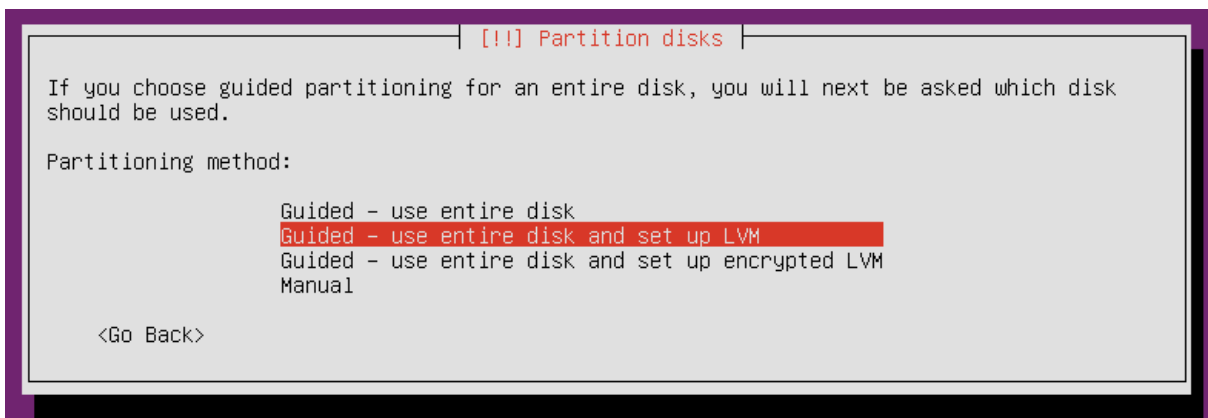 [!!] Partition disks
If you choose guided partitioning for an entire disk, you will next be asked which disk
should be used.
Partitioning method:
Guided – use entire disk
Guided – use entire disk and set up LVM
Guided – use entire disk and set up encrypted LVM
Manual
<Go Back>